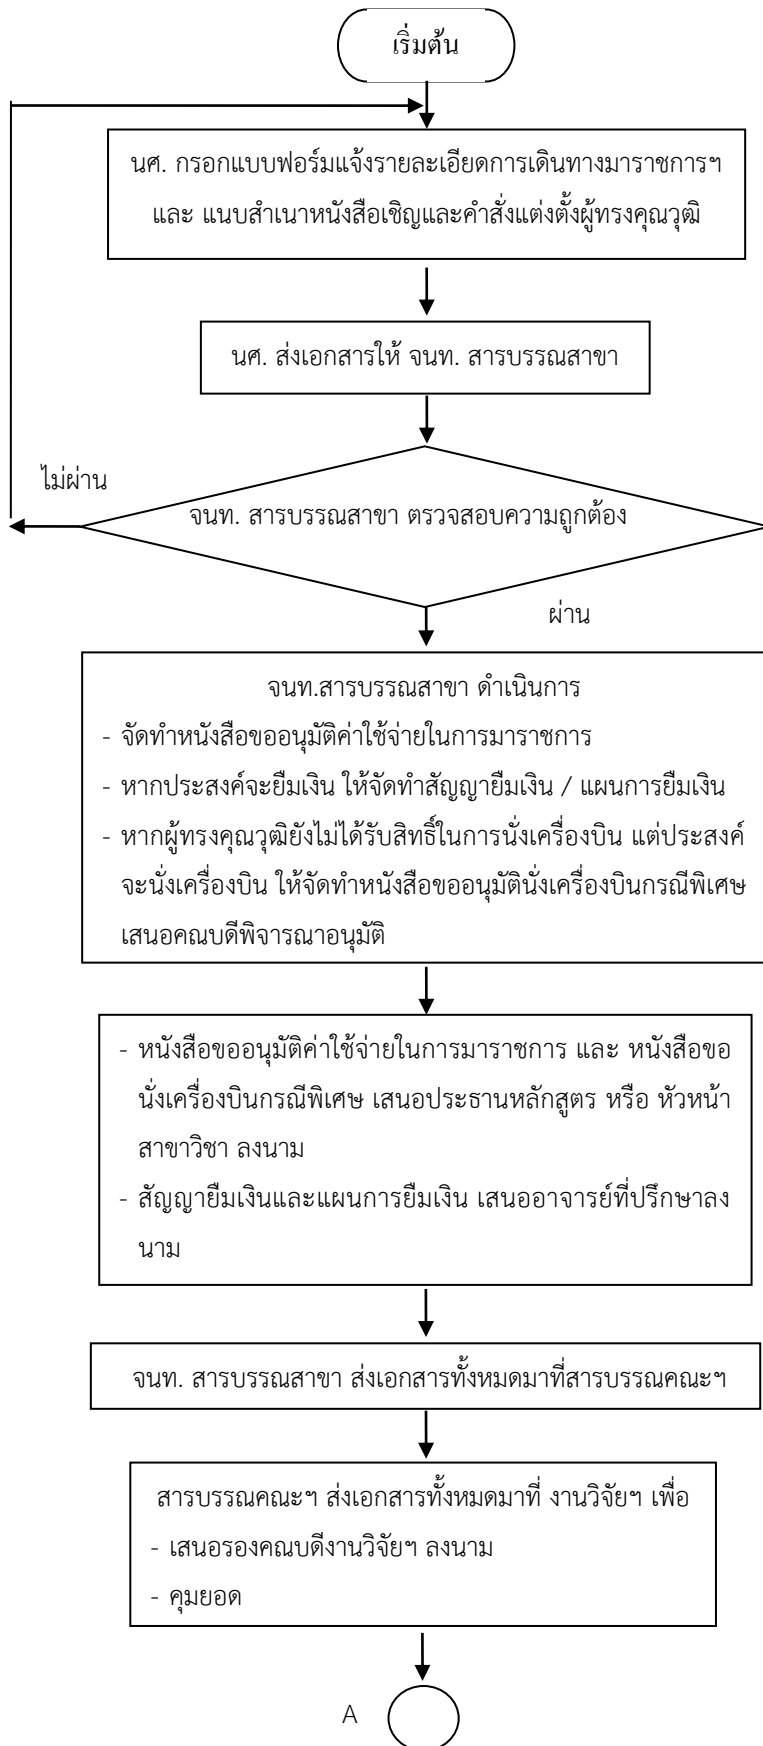 เริ่มต้น
นศ. กรอกแบบฟอร์มแจ้งรายละเอียดการเดินทางมาราชการฯ
และ แนบสำเนาหนังสือเชิญและคำสั่งแต่งตั้งผู้ทรงคุณวุฒิ
นศ. ส่งเอกสารให้ จนท. สารบรรณสาขา
ไม่ผ่าน
จนท. สารบรรณสาขา ตรวจสอบความถูกต้อง
ผ่าน
จนท.สารบรรณสาขา ดำเนินการ
- จัดทำหนังสือขออนุมัติค่าใช้จ่ายในการมาราชการ
- หากประสงค์จะยืมเงิน ให้จัดทำสัญญายืมเงิน / แผนการยืมเงิน
- หากผู้ทรงคุณวุฒิยังไม่ได้รับสิทธิ์ในการนั่งเครื่องบิน แต่ประสงค์
จะนั่งเครื่องบิน ให้จัดทำหนังสือขออนุมัตินั่งเครื่องบินกรณีพิเศษ
เสนอคณบดีพิจารณาอนุมัติ
- หนังสือขออนุมัติค่าใช้จ่ายในการมาราชการ และ หนังสือขอ
นั่งเครื่องบินกรณีพิเศษ เสนอประธานหลักสูตร หรือ หัวหน้า
สาขาวิชา ลงนาม
- สัญญายืมเงินและแผนการยืมเงิน เสนออาจารย์ที่ปรึกษาลง
นาม
จนท. สารบรรณสาขา ส่งเอกสารทั้งหมดมาที่สารบรรณคณะฯ
สารบรรณคณะฯ ส่งเอกสารทั้งหมดมาที่ งานวิจัยฯ เพื่อ
- เสนอรองคณบดีงานวิจัยฯ ลงนาม
- คุมยอด
A